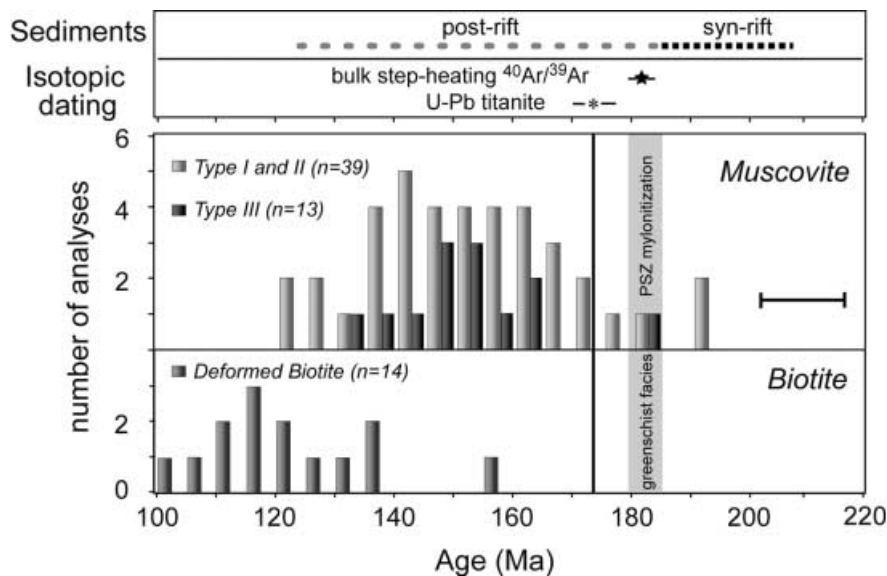 Sediments
post-rift
syn-rift
Isotopic
dating
bulk step-heating ⁴⁰Ar/³⁹Ar
U-Pb titanite
*
number of analyses
6
4
2
2
0
Type I and II (n=39)
Type III (n=13)
Muscovite
PSZ mylonitization
Deformed Biotite (n=14)
Biotite
greenschist facies
100
120
140
160
180
200
220
Age (Ma)